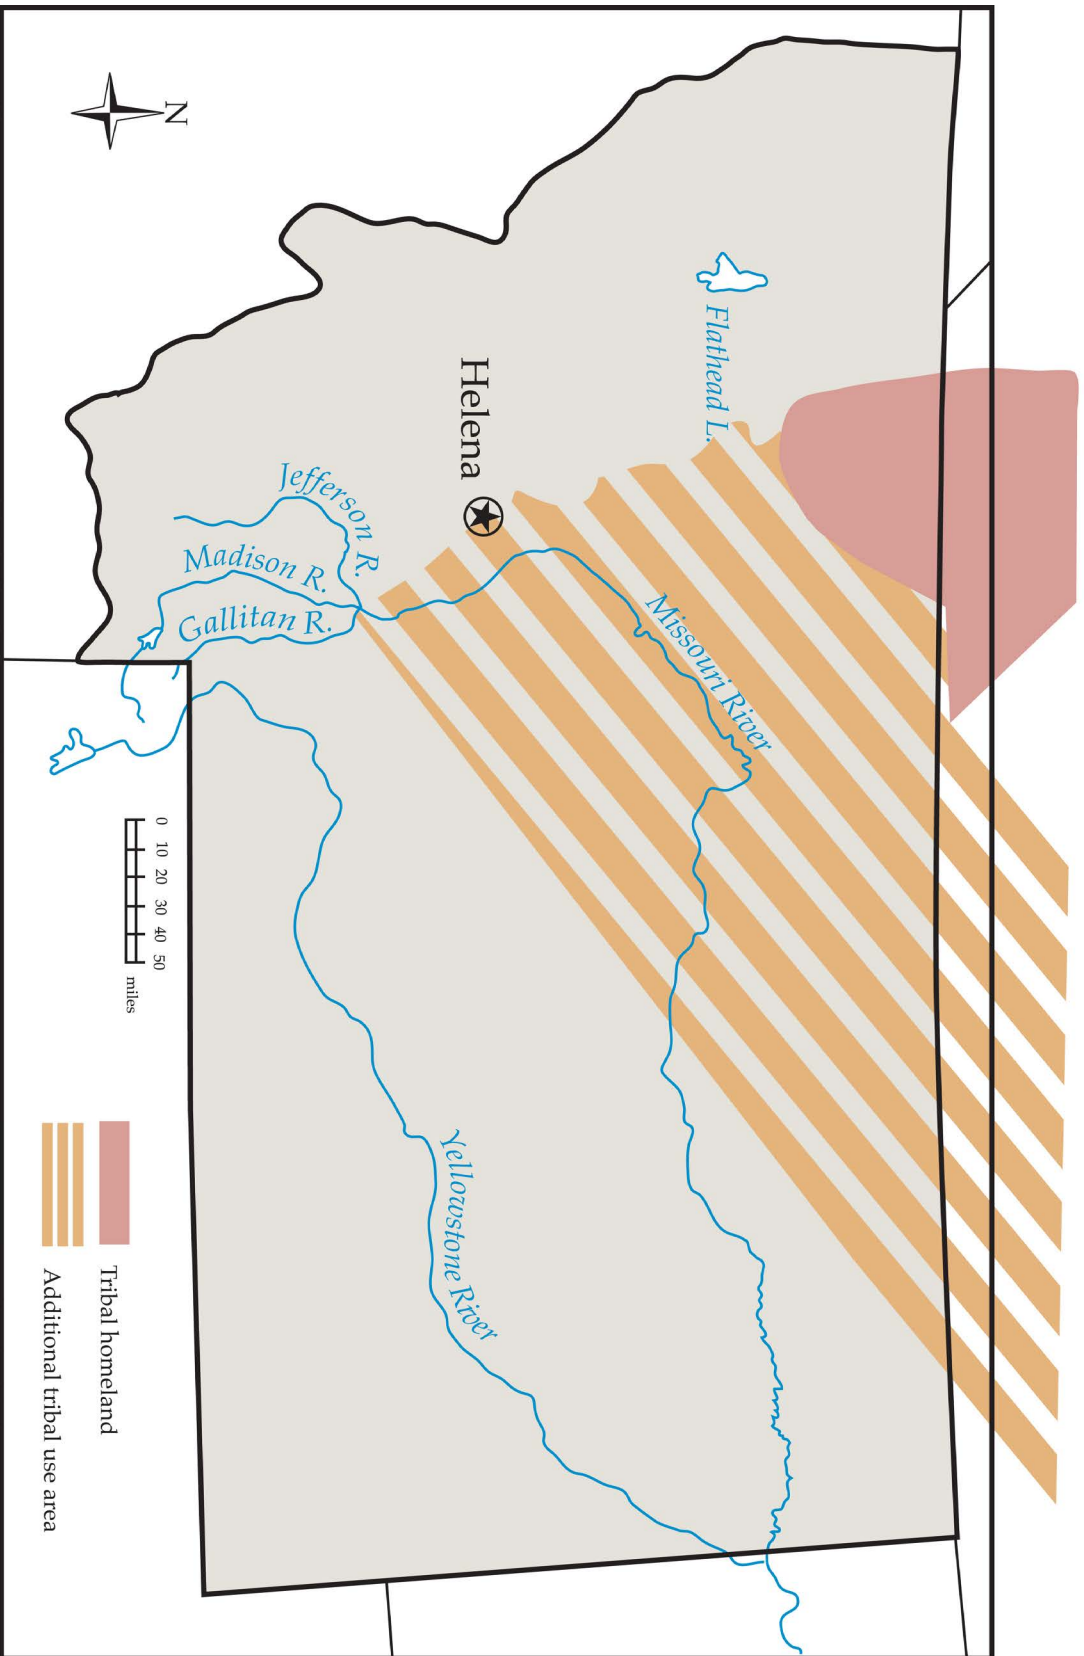 Flathead L.
Missouri River
Helena
Jefferson R.
Madison R.
Gallitan R.
Yellowstone River
N
0 10 20 30 40 50
miles
Tribal homeland
Additional tribal use area